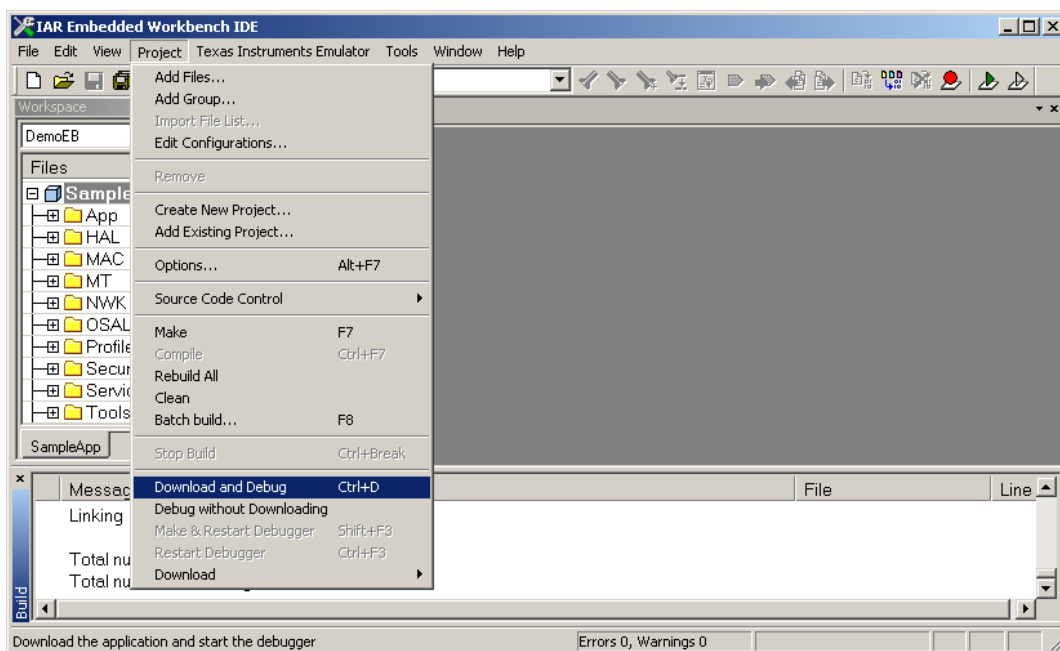 IAR Embedded Workbench IDE
File Edit View Project Texas Instruments Emulator Tools Window Help
Workspace
DemoEB
Files
Sample
App
HAL
MAC
MT
NWK
OSAL
Profile
Tools
SampleApp
Add Files...
Add Group...
Import File List...
Edit Configurations...
Remove
Create New Project...
Add Existing Project...
Options... Alt+F7
Source Code Control
Make F7
Compile Ctrl+F7
Rebuild All
Clean
Batch build... F8
Stop Build Ctrl+Break
Download and Debug Ctrl+D
Debug without Downloading
Make & Restart Debugger Shift+F3
Restart Debugger Ctrl+F3
Download
File Line
Linking
Total nu
Total nu
Build
Download the application and start the debugger Errors 0, Warnings 0